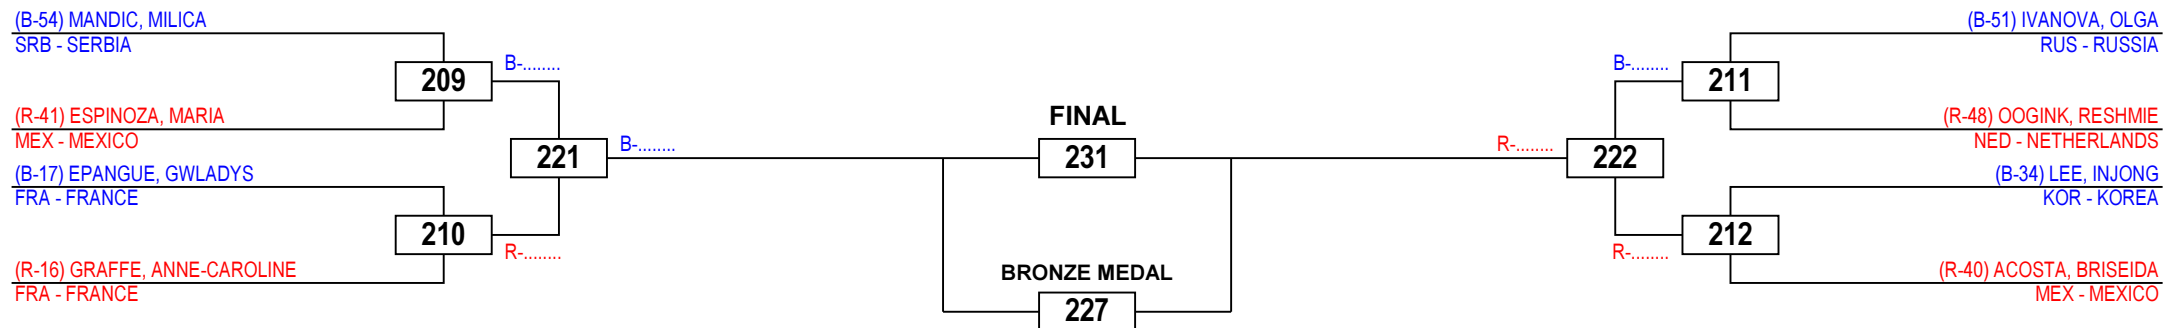 (B-54) MANDIC, MILICA
SRB - SERBIA
(R-41) ESPINOZA, MARIA
MEX - MEXICO
(B-17) EPANGUE, GWLADYS
FRA - FRANCE
(R-16) GRAFFE, ANNE-CAROLINE
FRA - FRANCE
209
B-........
210
R-........
221
B-........
FINAL
231
BRONZE MEDAL
227
R-........
222
B-........
211
R-........
212
(B-51) IVANOVA, OLGA
RUS - RUSSIA
(R-48) OOGINK, RESHMIE
NED - NETHERLANDS
(B-34) LEE, INJONG
KOR - KOREA
(R-40) ACOSTA, BRISEIDA
MEX - MEXICO